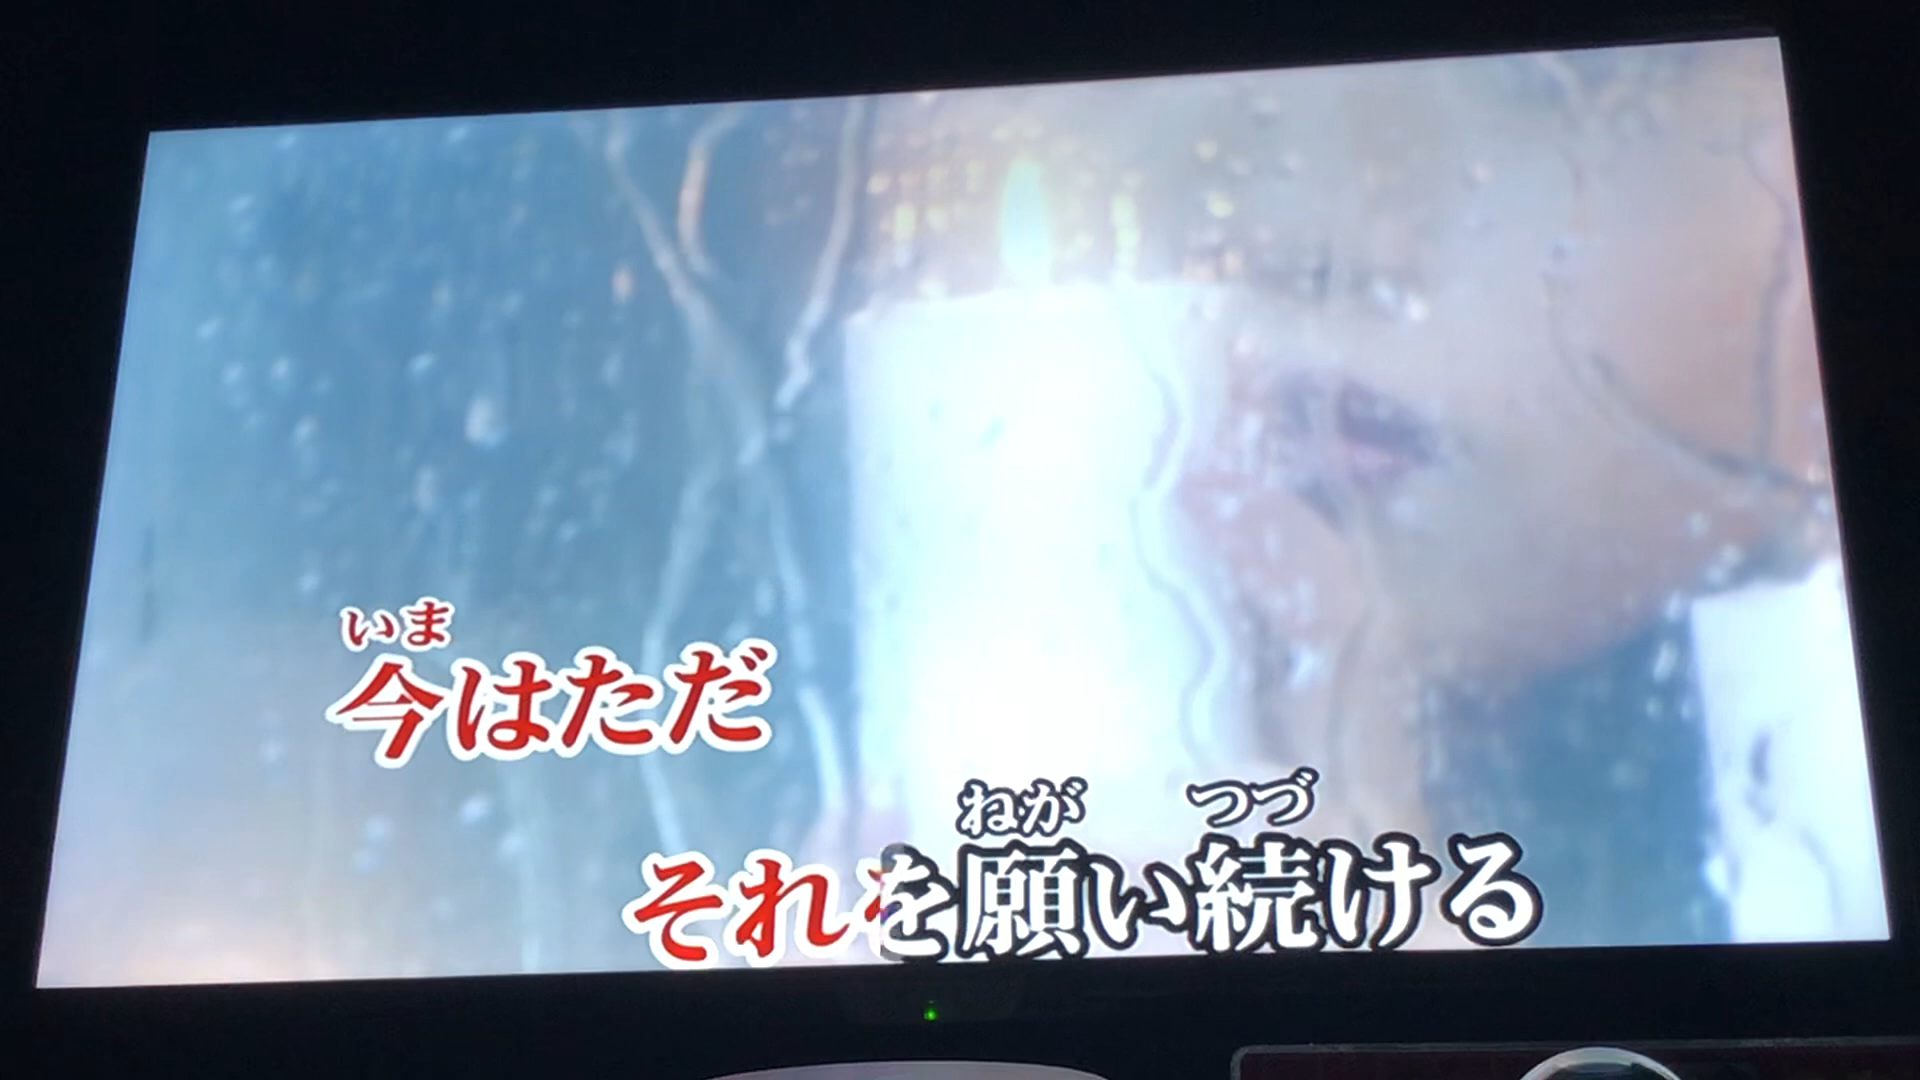 いま
今はただ
ねが つづ
それを願い続ける